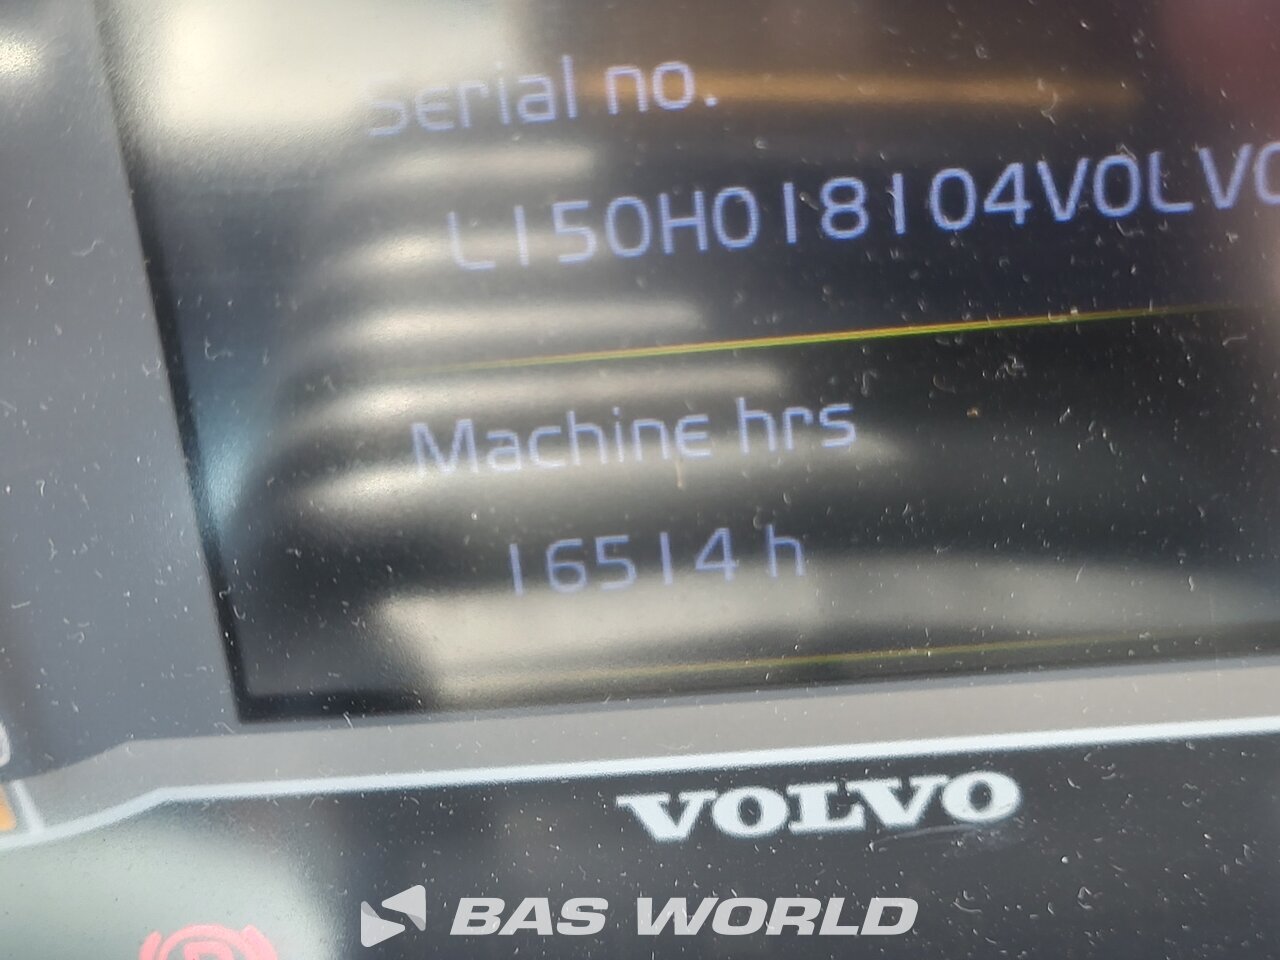 Serial no.
L150H018104VOLVO
Machine hrs
16514 h
VOLVO
BAS WORLD